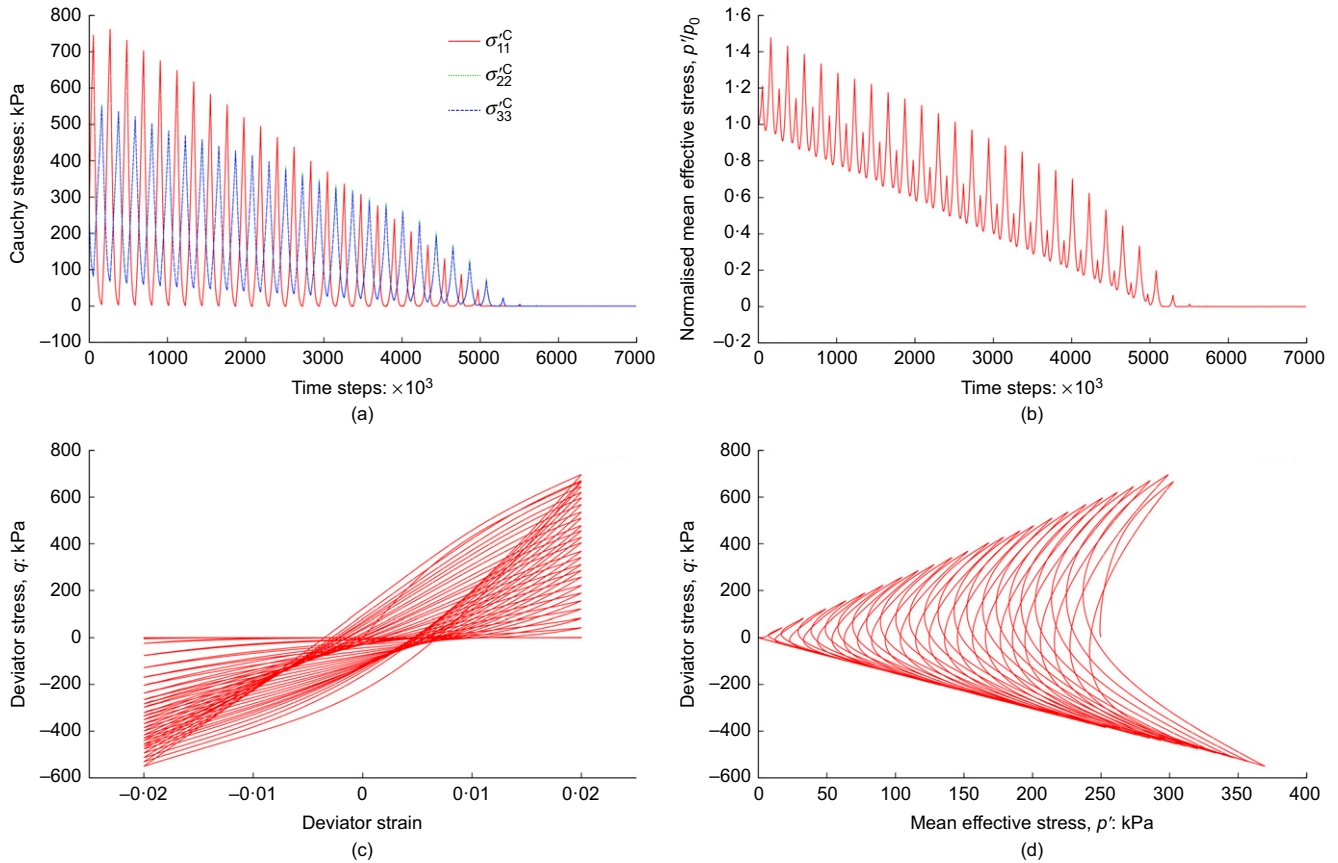 800
700
600
500
400
300
200
100
0
–100
Cauchy stresses: kPa
σ′C11
σ′C22
σ′C33
0 1000 2000 3000 4000 5000 6000 7000
Time steps: ×10³
(a)
1·6
1·4
1·2
1·0
0·8
0·6
0·4
0·2
0
–0·2
Normalised mean effective stress, p′/p0
0 1000 2000 3000 4000 5000 6000 7000
Time steps: ×10³
(b)
800
600
400
200
0
–200
–400
–600
Deviator stress, q: kPa
–0·02 –0·01 0 0·01 0·02
Deviator strain
(c)
800
600
400
200
0
–200
–400
–600
Deviator stress, q: kPa
0 50 100 150 200 250 300 350 400
Mean effective stress, p′: kPa
(d)